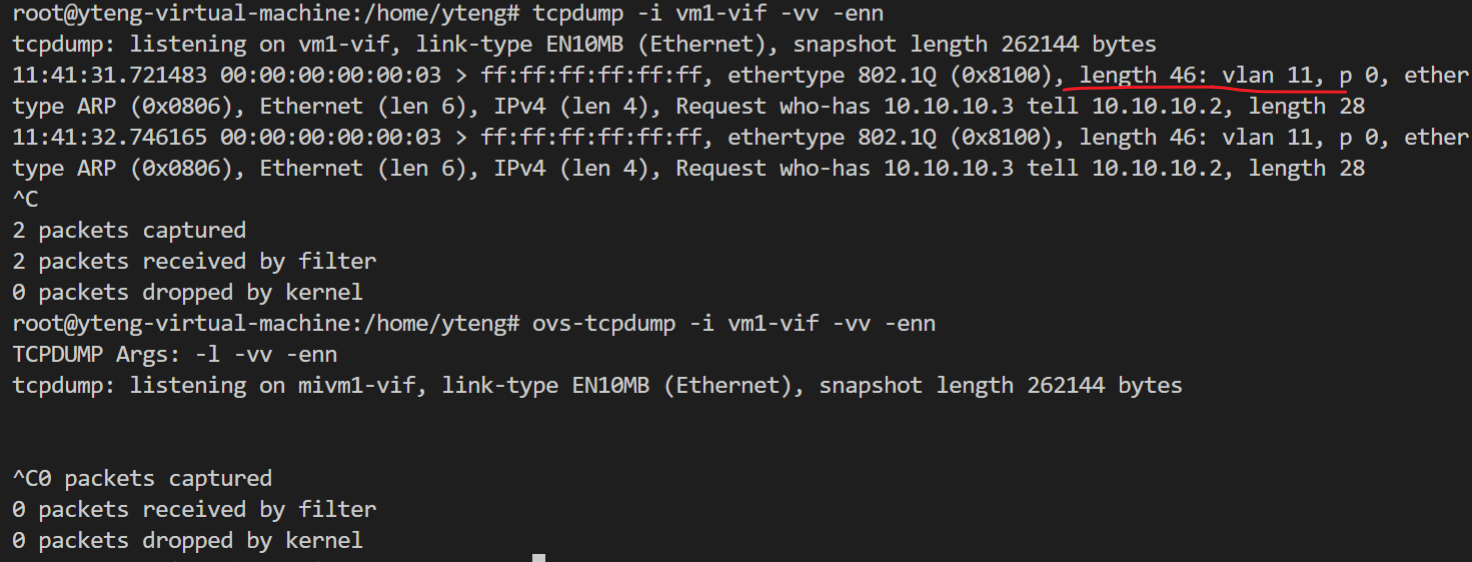 root@yteng-virtual-machine:/home/yteng# tcpdump -i vm1-vif -vv -enn
tcpdump: listening on vm1-vif, link-type EN10MB (Ethernet), snapshot length 262144 bytes
11:41:31.721483 00:00:00:00:00:03 > ff:ff:ff:ff:ff:ff, ethertype 802.1Q (0x8100), length 46: vlan 11, p 0, ether
type ARP (0x0806), Ethernet (len 6), IPv4 (len 4), Request who-has 10.10.10.3 tell 10.10.10.2, length 28
11:41:32.746165 00:00:00:00:00:03 > ff:ff:ff:ff:ff:ff, ethertype 802.1Q (0x8100), length 46: vlan 11, p 0, ether
type ARP (0x0806), Ethernet (len 6), IPv4 (len 4), Request who-has 10.10.10.3 tell 10.10.10.2, length 28
^C
2 packets captured
2 packets received by filter
0 packets dropped by kernel
root@yteng-virtual-machine:/home/yteng# ovs-tcpdump -i vm1-vif -vv -enn
TCPDUMP Args: -l -vv -enn
tcpdump: listening on mivm1-vif, link-type EN10MB (Ethernet), snapshot length 262144 bytes
^C0 packets captured
0 packets received by filter
0 packets dropped by kernel